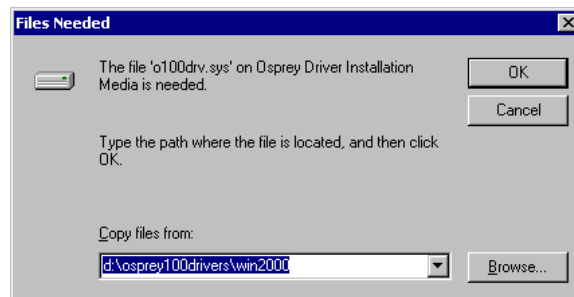 Files Needed
The file 'o100drv.sys' on Osprey Driver Installation
Media is needed.
OK
Cancel
Type the path where the file is located, and then click
OK.
Copy files from:
d:\osprey100drivers\win2000
Browse...